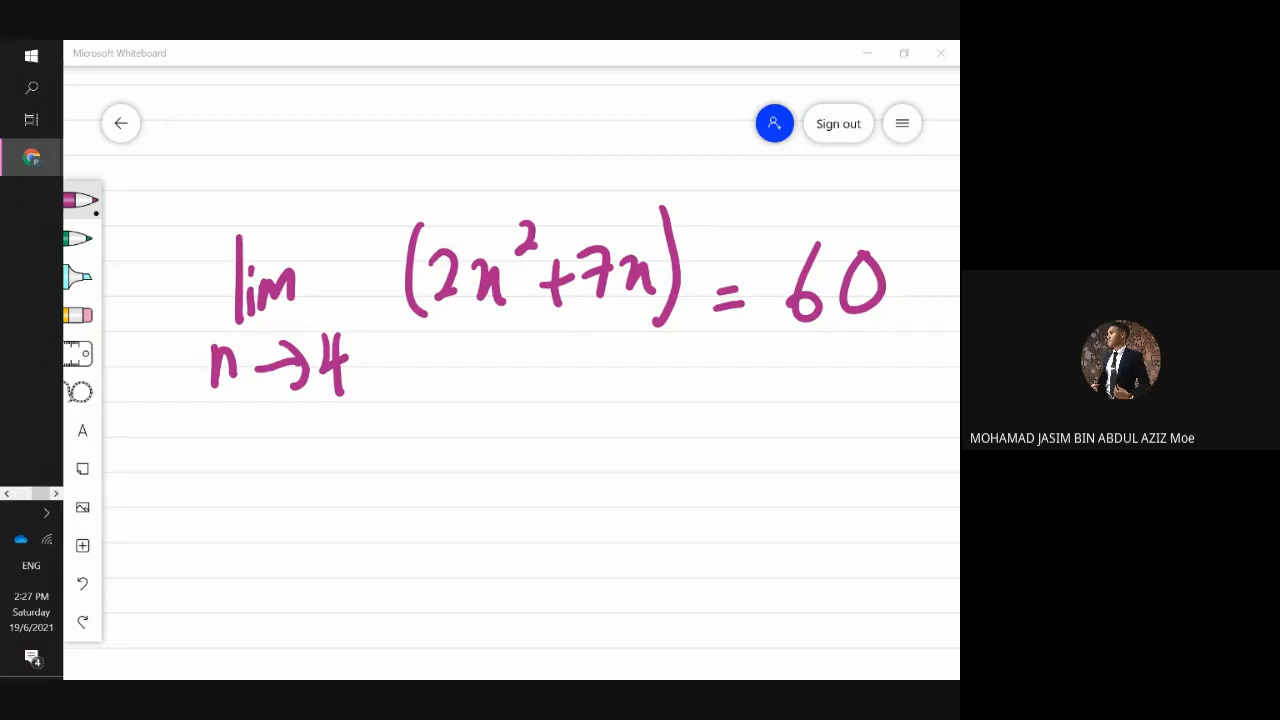 Microsoft Whiteboard
Sign out
lim (2x² + 7x) = 60
n → 4
A
ENG
2:27 PM
Saturday
19/6/2021
4
MOHAMAD JASIM BIN ABDUL AZIZ Moe